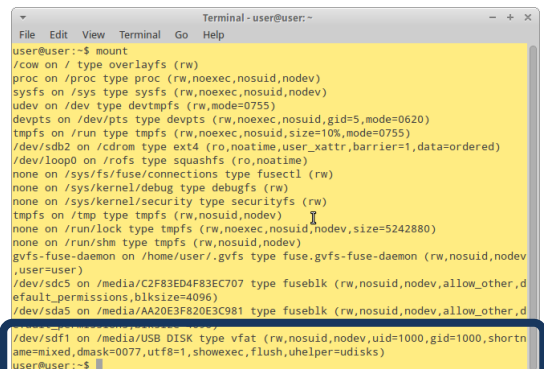 Terminal - user@user: ~
File Edit View Terminal Go Help
user@user:~$ mount
/cow on / type overlayfs (rw)
proc on /proc type proc (rw,noexec,nosuid,nodev)
sysfs on /sys type sysfs (rw,noexec,nosuid,nodev)
udev on /dev type devtmpfs (rw,mode=0755)
devpts on /dev/pts type devpts (rw,noexec,nosuid,gid=5,mode=0620)
tmpfs on /run type tmpfs (rw,noexec,nosuid,size=10%,mode=0755)
/dev/sdb2 on /cdrom type ext4 (ro,noatime,user_xattr,barrier=1,data=ordered)
/dev/loop0 on /rofs type squashfs (ro,noatime)
none on /sys/fs/fuse/connections type fusectl (rw)
none on /sys/kernel/debug type debugfs (rw)
none on /sys/kernel/security type securityfs (rw)
tmpfs on /tmp type tmpfs (rw,nosuid,nodev)
none on /run/lock type tmpfs (rw,noexec,nosuid,nodev,size=5242880)
none on /run/shm type tmpfs (rw,nosuid,nodev)
gvfs-fuse-daemon on /home/user/.gvfs type fuse.gvfs-fuse-daemon (rw,nosuid,nodev
,user=user)
/dev/sdc5 on /media/C2F83ED4F83EC707 type fuseblk (rw,nosuid,nodev,allow_other,d
efault_permissions,blksize=4096)
/dev/sda5 on /media/AA20E3F820E3C981 type fuseblk (rw,nosuid,nodev,allow_other,d
/dev/sdf1 on /media/USB DISK type vfat (rw,nosuid,nodev,uid=1000,gid=1000,shortn
ame=mixed,dmask=0077,utf8=1,showexec,flush,uhelper=udisks)
user@user:~$